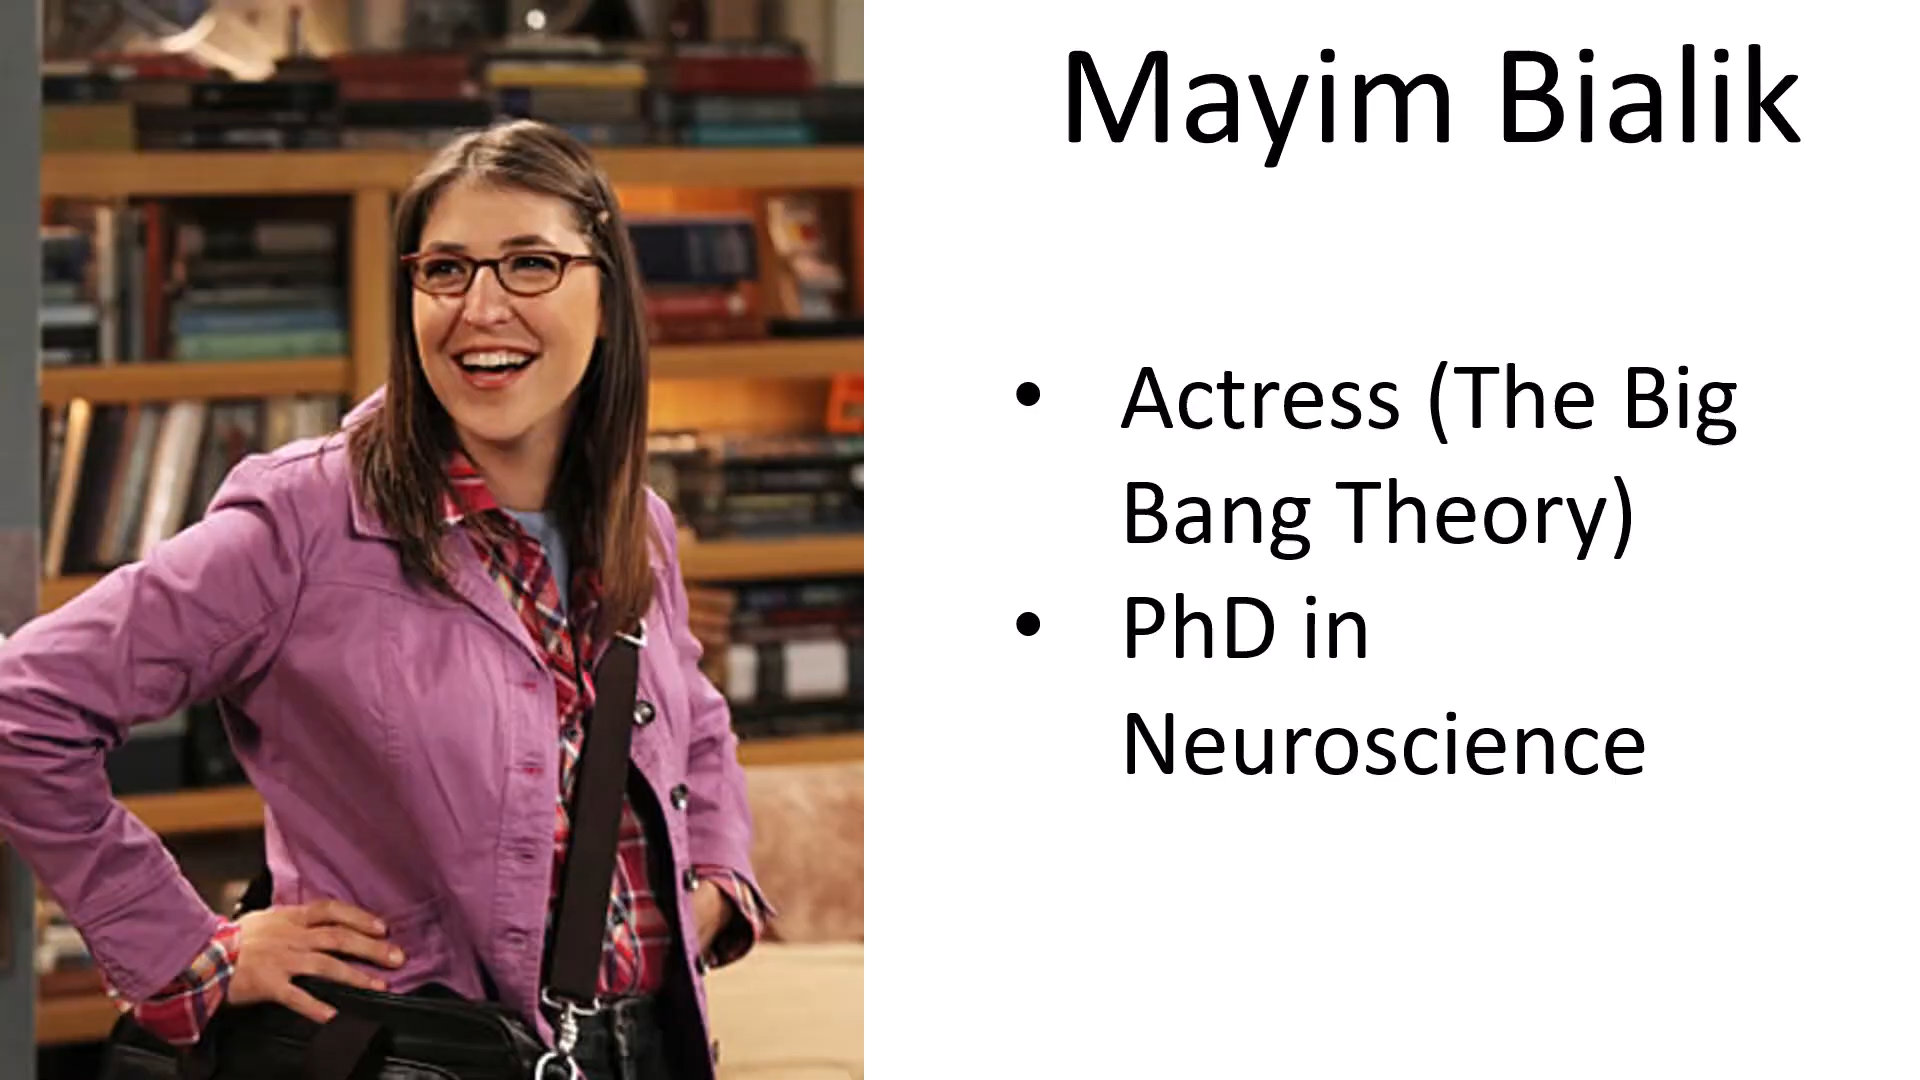 Mayim Bialik
• Actress (The Big
Bang Theory)
• PhD in
Neuroscience